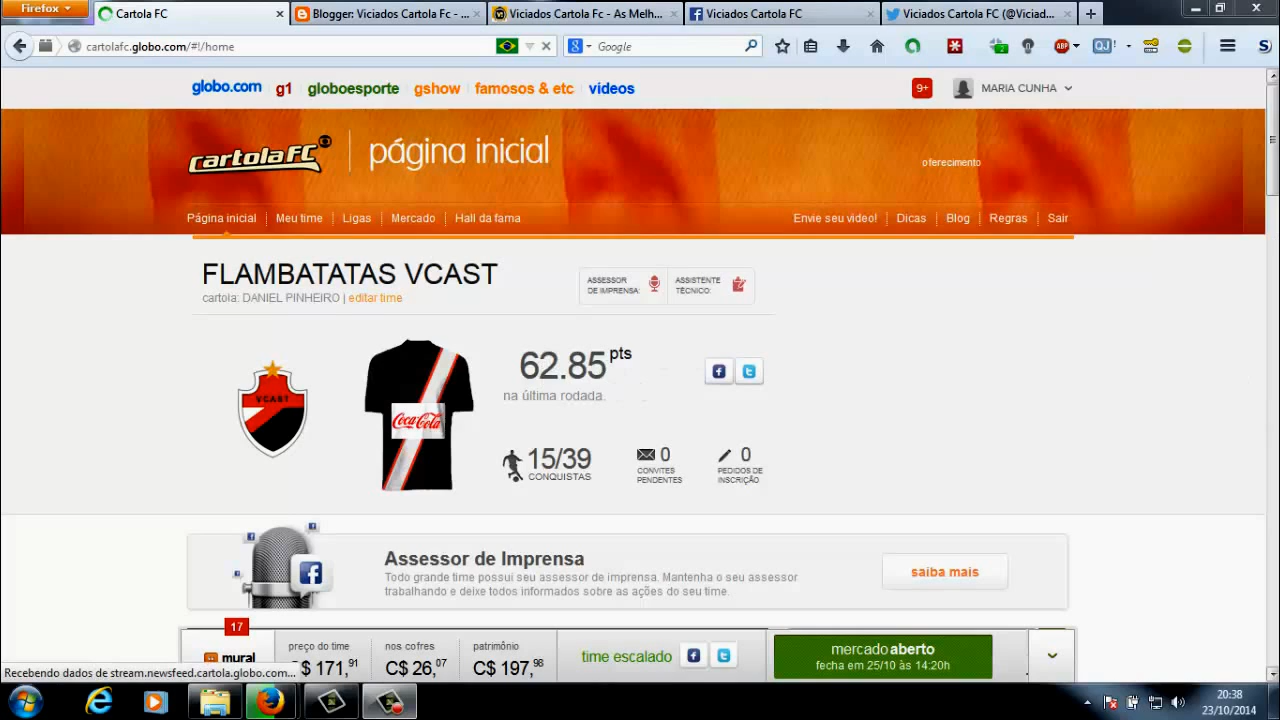 Firefox
Cartola FC
Blogger: Viciados Cartola Fc - ...
Viciados Cartola Fc - As Melh...
Viciados Cartola FC
Viciados Cartola FC (@Viciad...
cartolafc.globo.com/#!/home
Google
globo.com g1 globoesporte gshow famosos & etc vídeos
9+ MARIA CUNHA
cartola FC página inicial
oferecimento
Página inicial Meu time Ligas Mercado Hall da fama Envie seu vídeo! Dicas Blog Regras Sair
FLAMBATATAS VCAST
cartola: DANIEL PINHEIRO | editar time
ASSESSOR
DE IMPRENSA:
ASSISTENTE
TÉCNICO:
62.85 pts
na última rodada.
VCAST
Coca-Cola
15/39
CONQUISTAS
0
CONVITES
PENDENTES
0
PEDIDOS DE
INSCRIÇÃO
Assessor de Imprensa
Todo grande time possui seu assessor de imprensa. Mantenha o seu assessor
trabalhando e deixe todos informados sobre as ações do seu time.
saiba mais
17
mural
preço do time
C$ 171,91
nos cofres
C$ 26,07
patrimônio
C$ 197,98
time escalado
mercado aberto
fecha em 25/10 às 14:20h
Recebendo dados de stream.newsfeed.cartola.globo.com...
20:38
23/10/2014